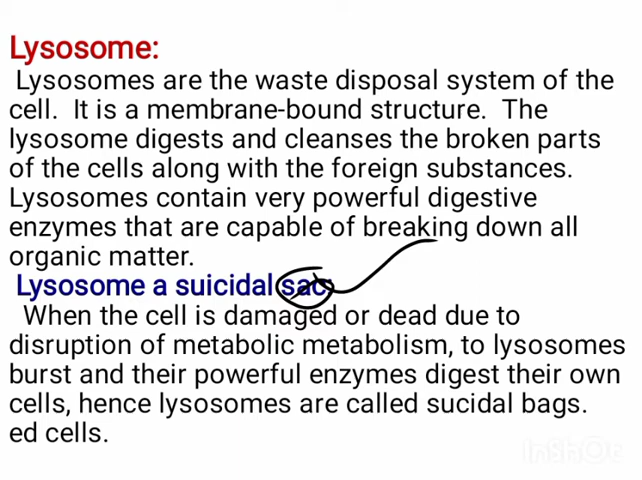 Lysosome:
Lysosomes are the waste disposal system of the
cell. It is a membrane-bound structure. The
lysosome digests and cleanses the broken parts
of the cells along with the foreign substances.
Lysosomes contain very powerful digestive
enzymes that are capable of breaking down all
organic matter.
Lysosome a suicidal sac:
When the cell is damaged or dead due to
disruption of metabolic metabolism, to lysosomes
burst and their powerful enzymes digest their own
cells, hence lysosomes are called sucidal bags.
ed cells.
InShOt